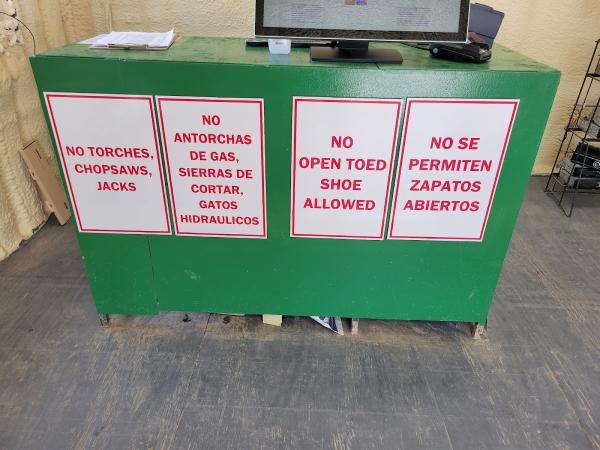 NO TORCHES,
CHOPSAWS,
JACKS
NO
ANTORCHAS
DE GAS,
SIERRAS DE
CORTAR,
GATOS
HIDRAULICOS
NO
OPEN TOED
SHOE
ALLOWED
NO SE
PERMITEN
ZAPATOS
ABIERTOS